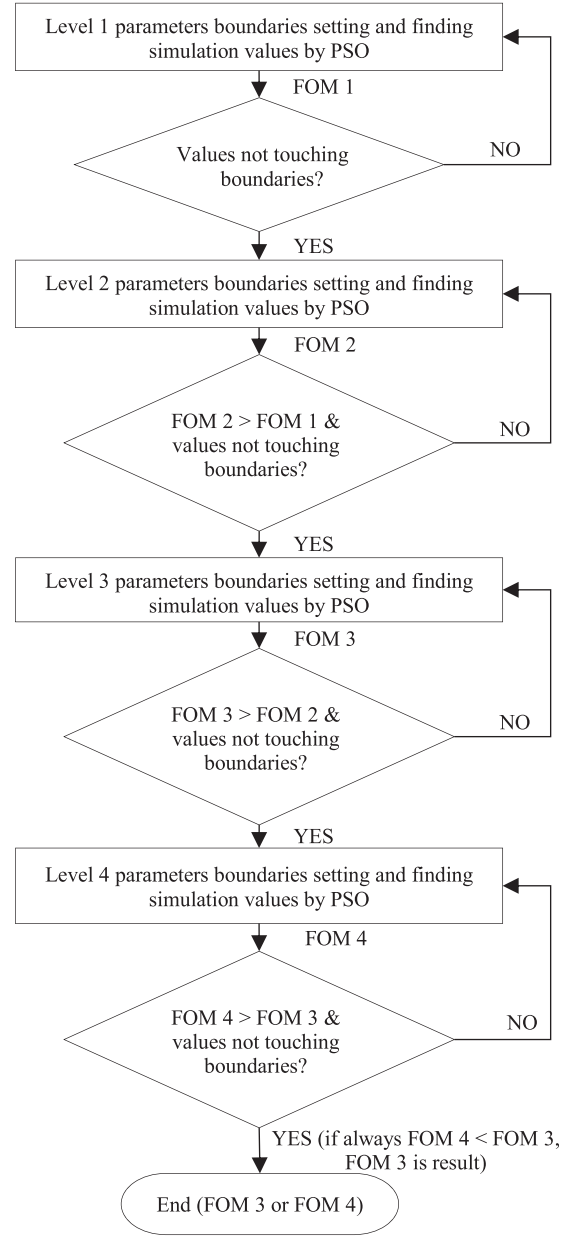 Level 1 parameters boundaries setting and finding
simulation values by PSO
FOM 1
Values not touching
boundaries?
NO
YES
Level 2 parameters boundaries setting and finding
simulation values by PSO
FOM 2
FOM 2 > FOM 1 &
values not touching
boundaries?
NO
YES
Level 3 parameters boundaries setting and finding
simulation values by PSO
FOM 3
FOM 3 > FOM 2 &
values not touching
boundaries?
NO
YES
Level 4 parameters boundaries setting and finding
simulation values by PSO
FOM 4
FOM 4 > FOM 3 &
values not touching
boundaries?
NO
YES (if always FOM 4 < FOM 3,
FOM 3 is result)
End (FOM 3 or FOM 4)